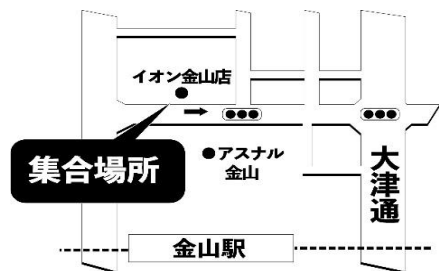 イオン金山店
集合場所
アスナル
金山
大津通
金山駅